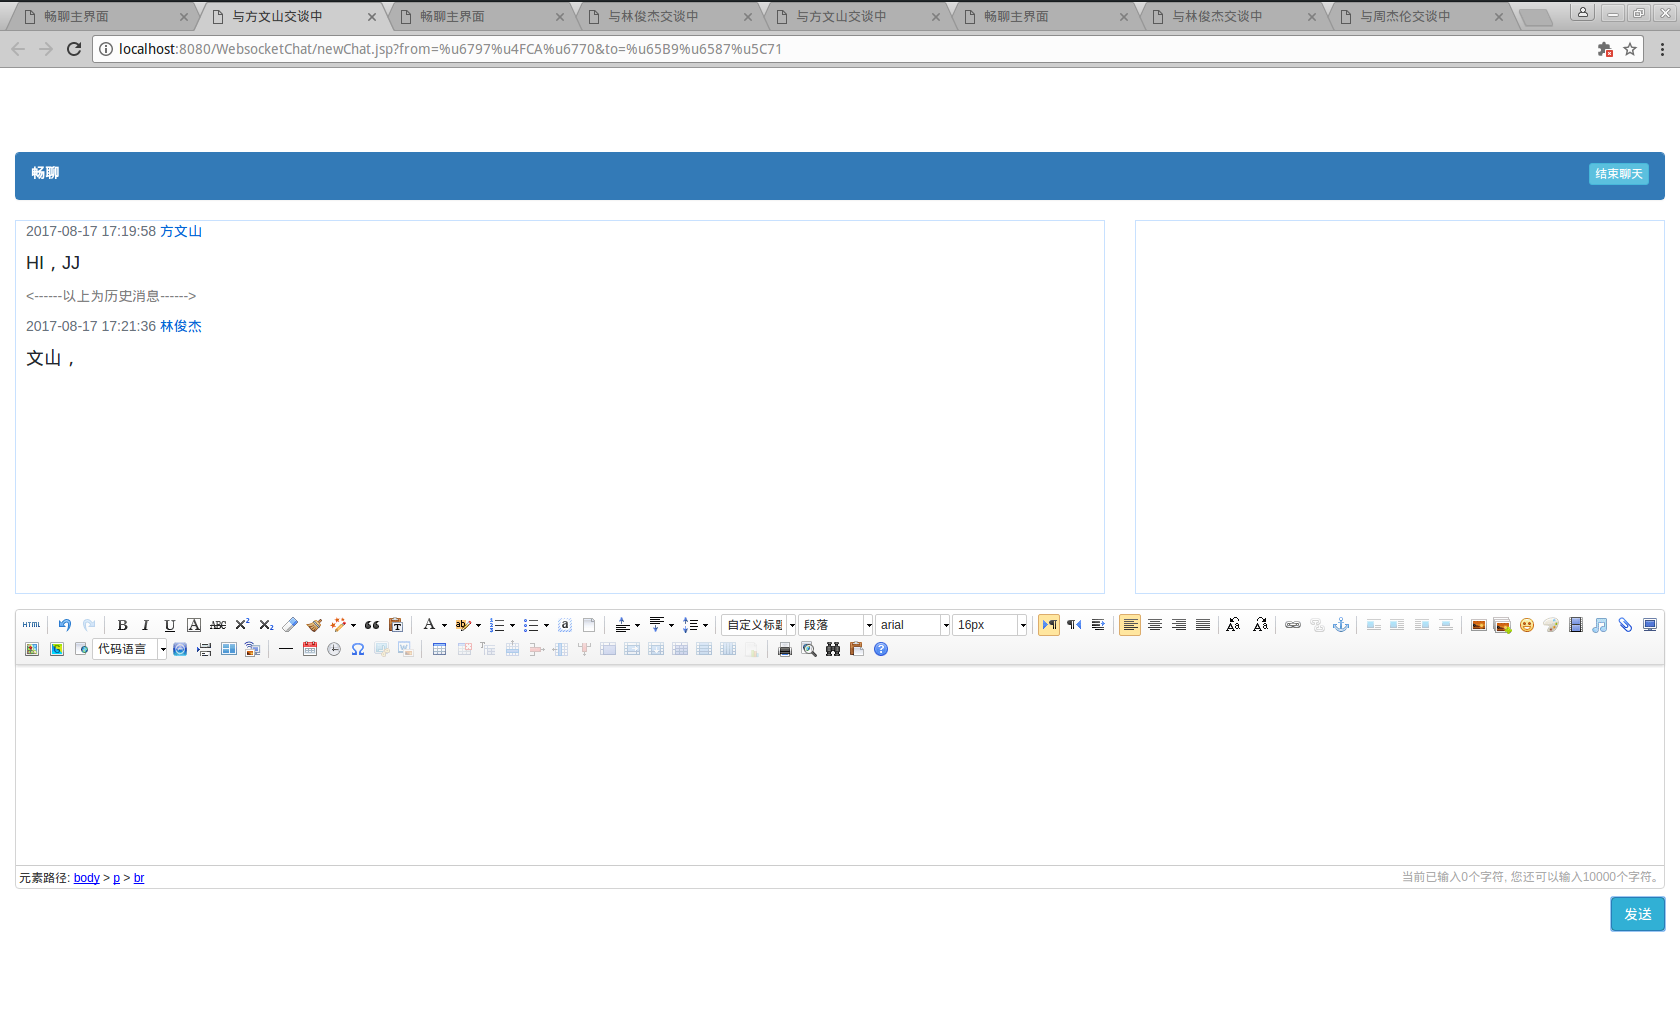 畅聊主界面
与方文山交谈中
畅聊主界面
与林俊杰交谈中
与方文山交谈中
畅聊主界面
与林俊杰交谈中
与周杰伦交谈中
localhost:8080/WebsocketChat/newChat.jsp?from=%u6797%u4FCA%u6770&to=%u65B9%u6587%u5C71
畅聊
结束聊天
2017-08-17 17:19:58 方文山
HI，JJ
<------以上为历史消息------>
2017-08-17 17:21:36 林俊杰
文山，
HTML
B I U A ABC X² X₂
自定义标题
段落
arial
16px
代码语言
元素路径: body > p > br
当前已输入0个字符, 您还可以输入10000个字符。
发送